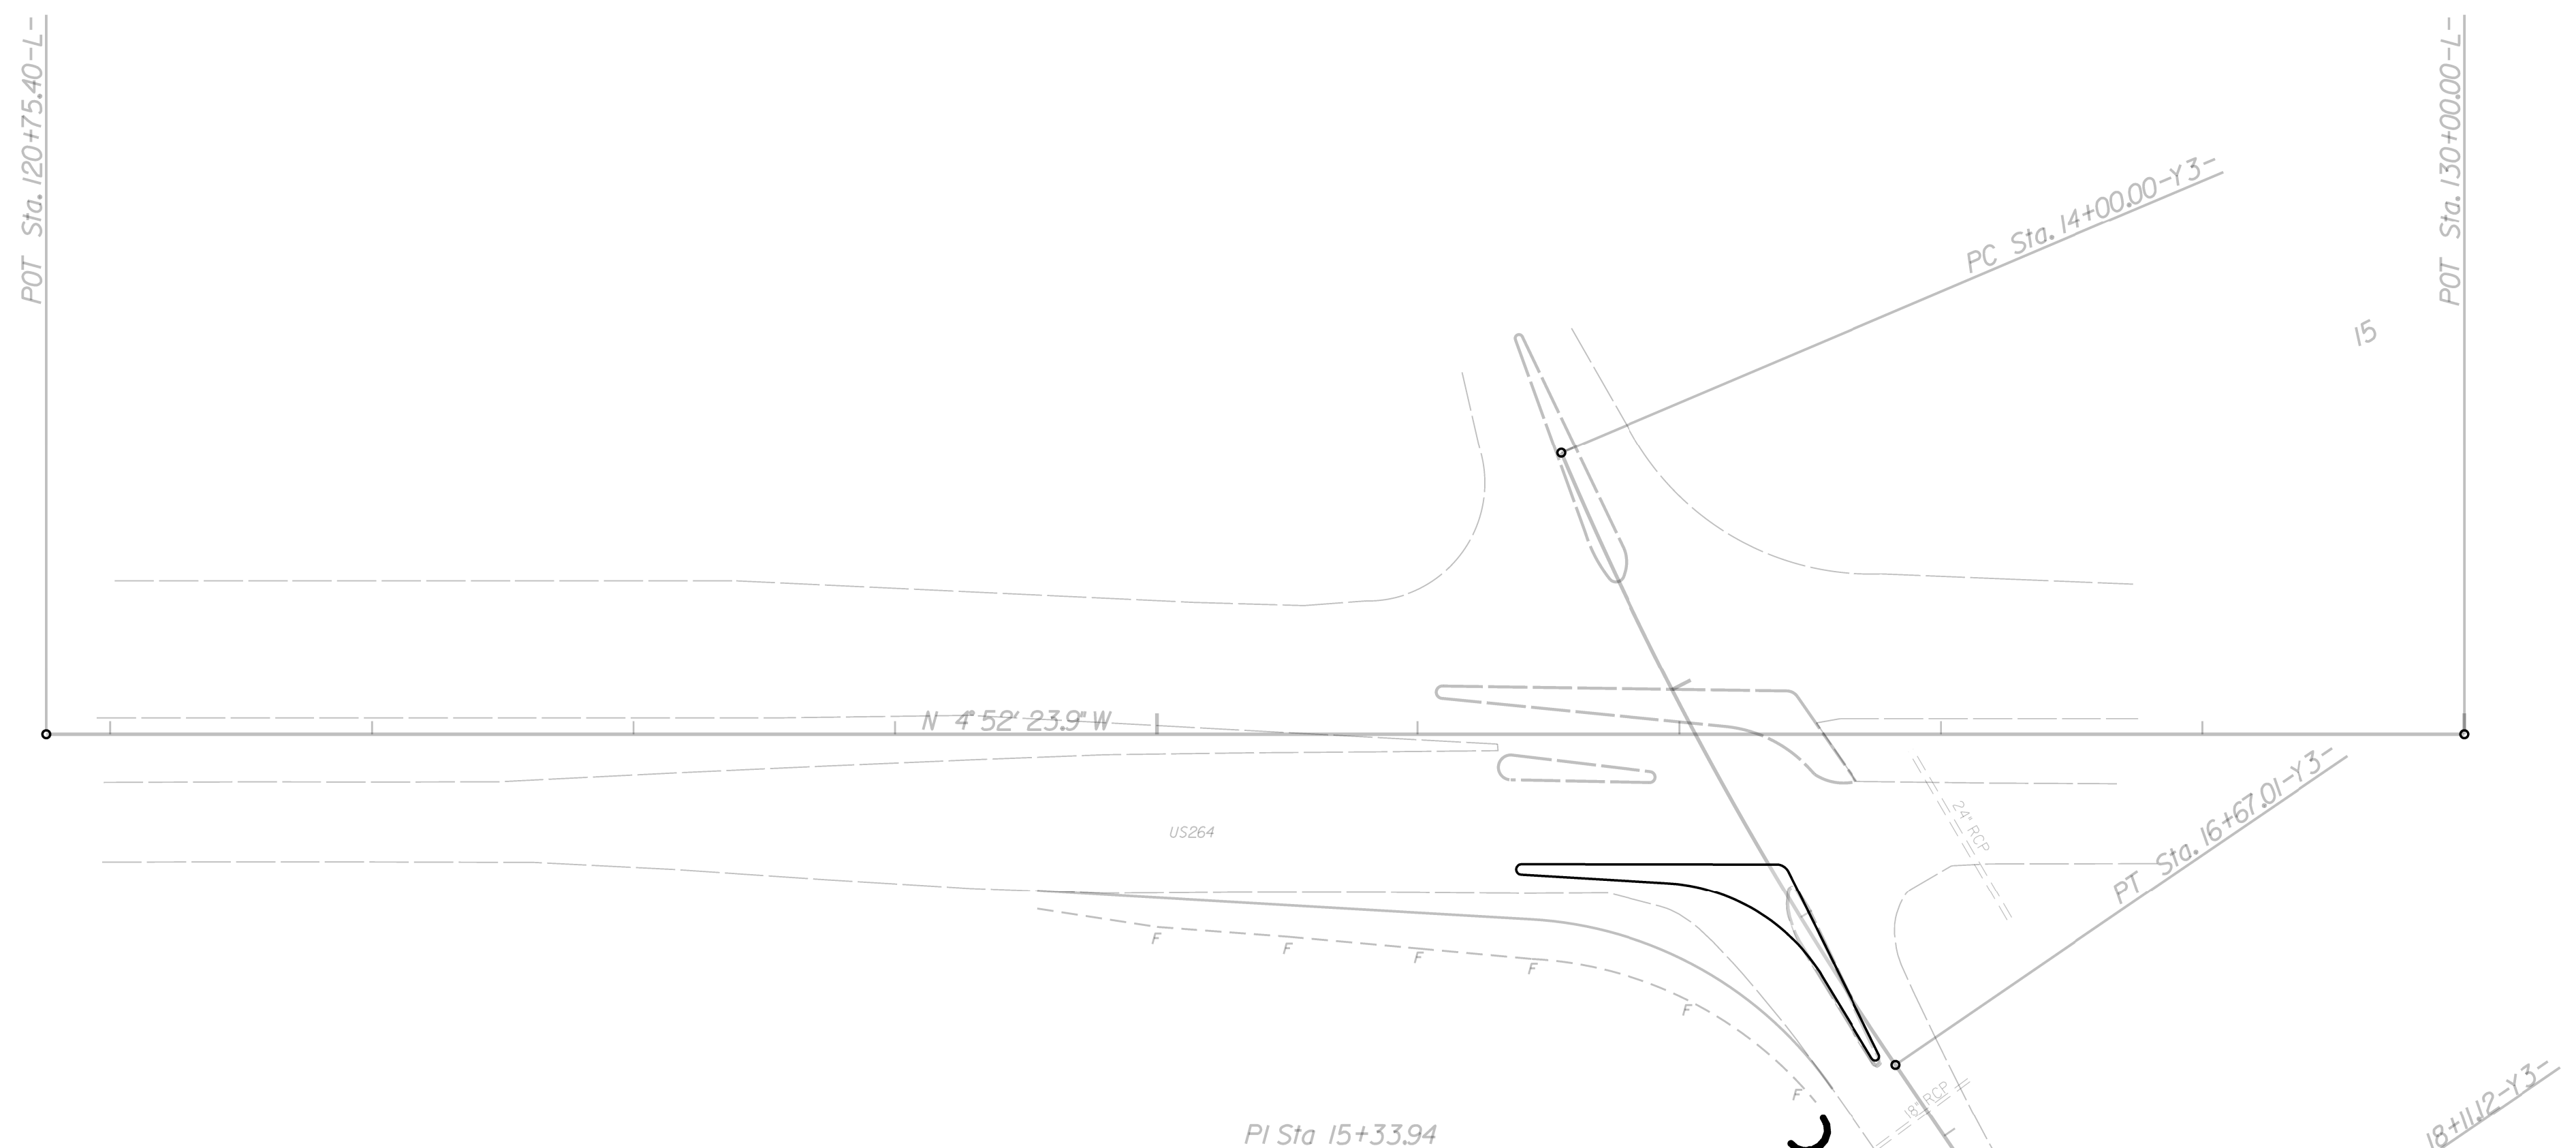 POT Sta. 120+75.40-L-
POT Sta. 130+00.00-L-
PC Sta. 14+00.00-Y3-
15
N 4° 52' 23.9" W
24" RCP
PT Sta. 16+67.01-Y3-
US264
F
F
F
F
F
F
18" RCP
18+11.12-Y3-
PI Sta 15+33.94